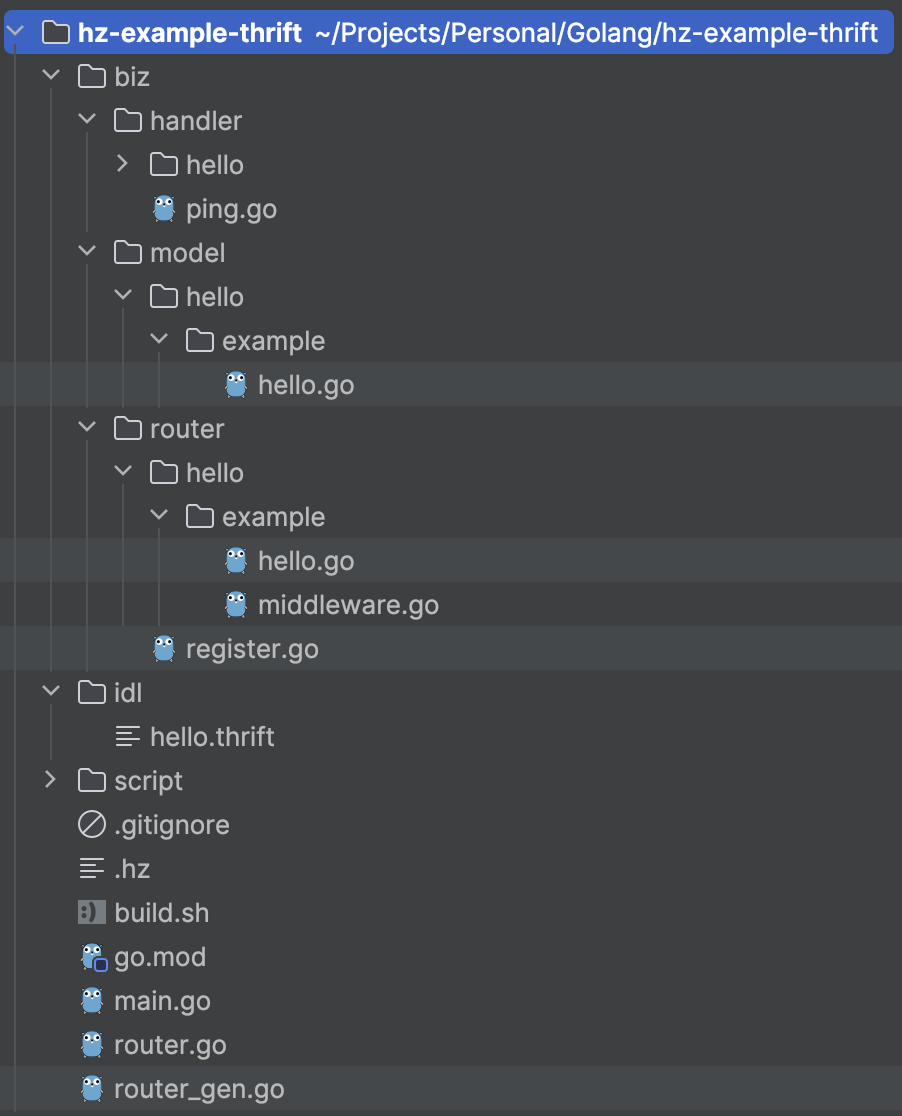 hz-example-thrift ~/Projects/Personal/Golang/hz-example-thrift
biz
handler
hello
ping.go
model
hello
example
hello.go
router
hello
example
hello.go
middleware.go
register.go
idl
hello.thrift
script
.gitignore
.hz
build.sh
go.mod
main.go
router.go
router_gen.go